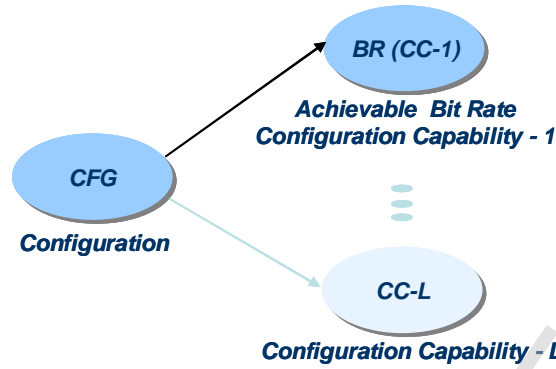 BR (CC-1)
Achievable Bit Rate
Configuration Capability - 1
CFG
Configuration
CC-L
Configuration Capability - L